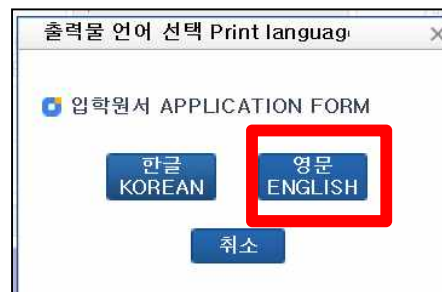 출력물 언어 선택 Print languag
입학원서 APPLICATION FORM
한글
KOREAN
영문
ENGLISH
취소